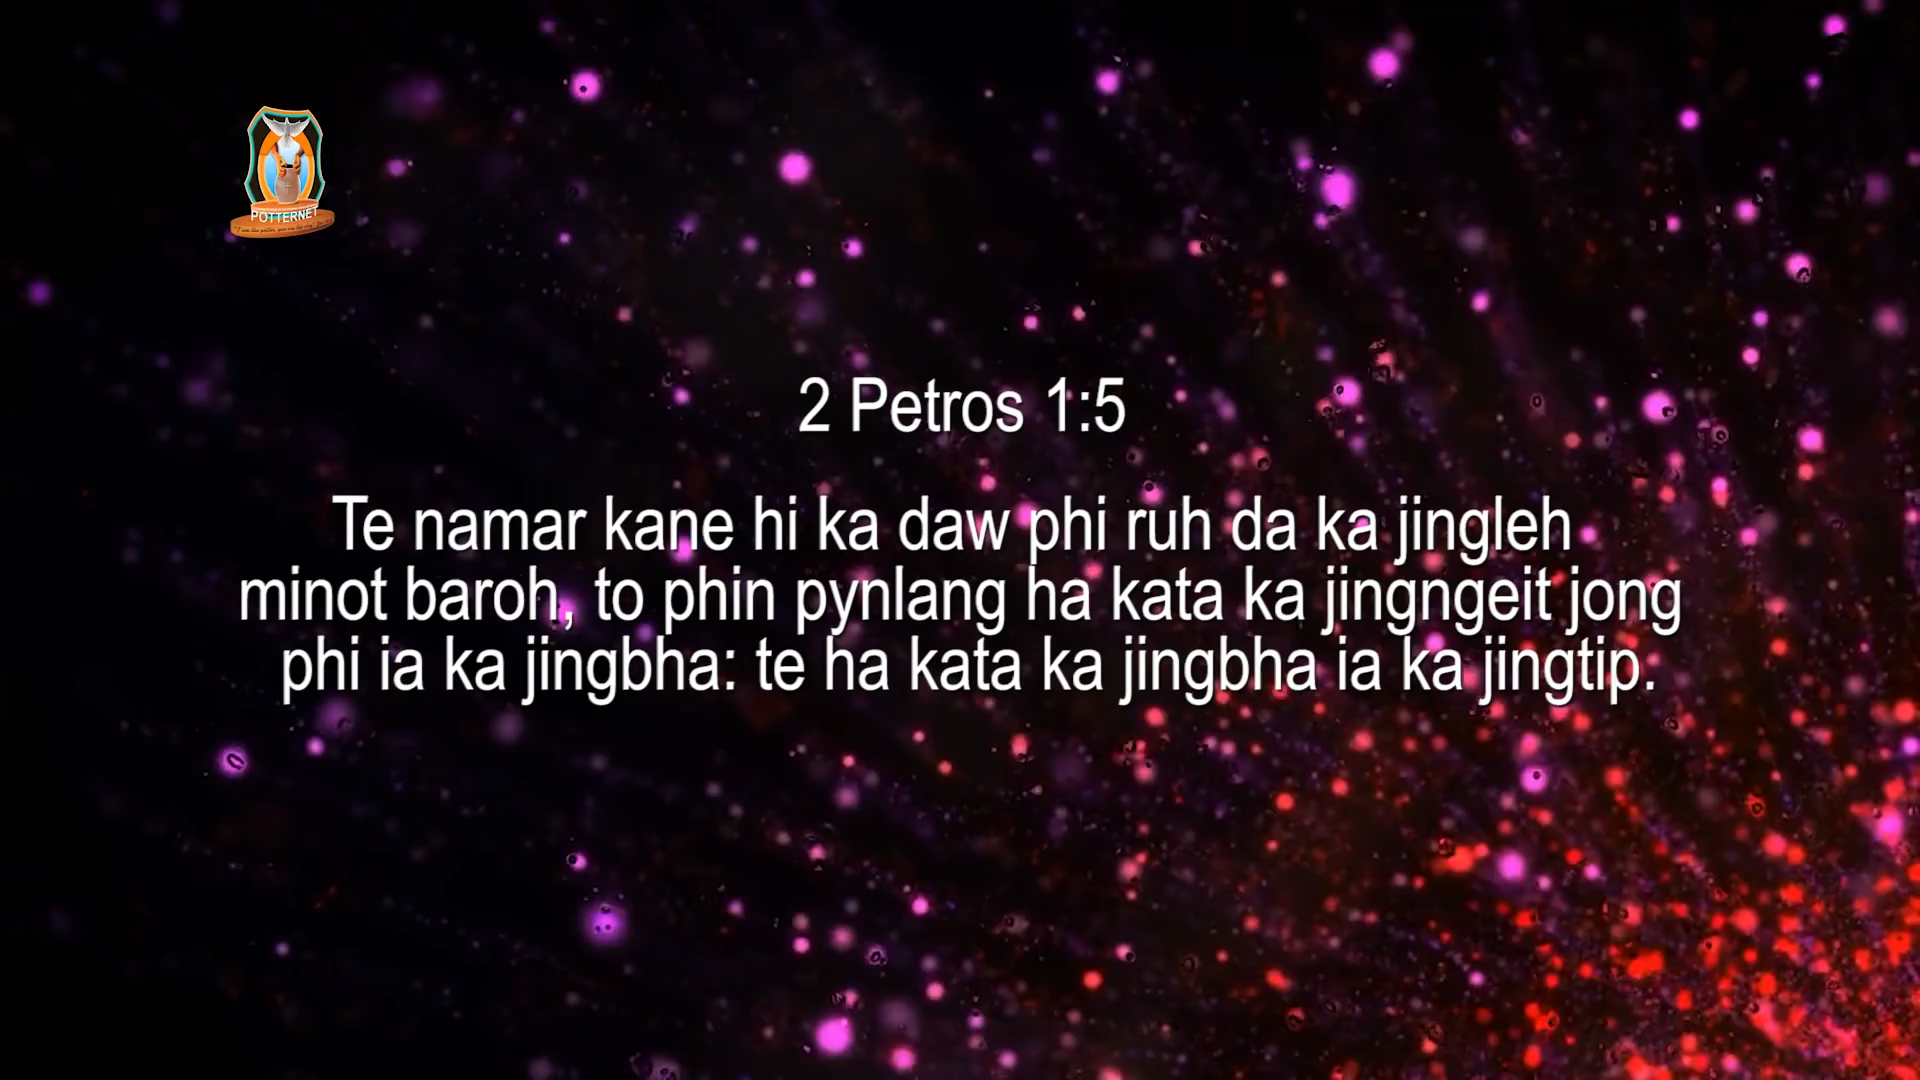 POTTERNET
2 Petros 1:5
Te namar kane hi ka daw phi ruh da ka jingleh
minot baroh, to phin pynlang ha kata ka jingngeit jong
phi ia ka jingbha: te ha kata ka jingbha ia ka jingtip.